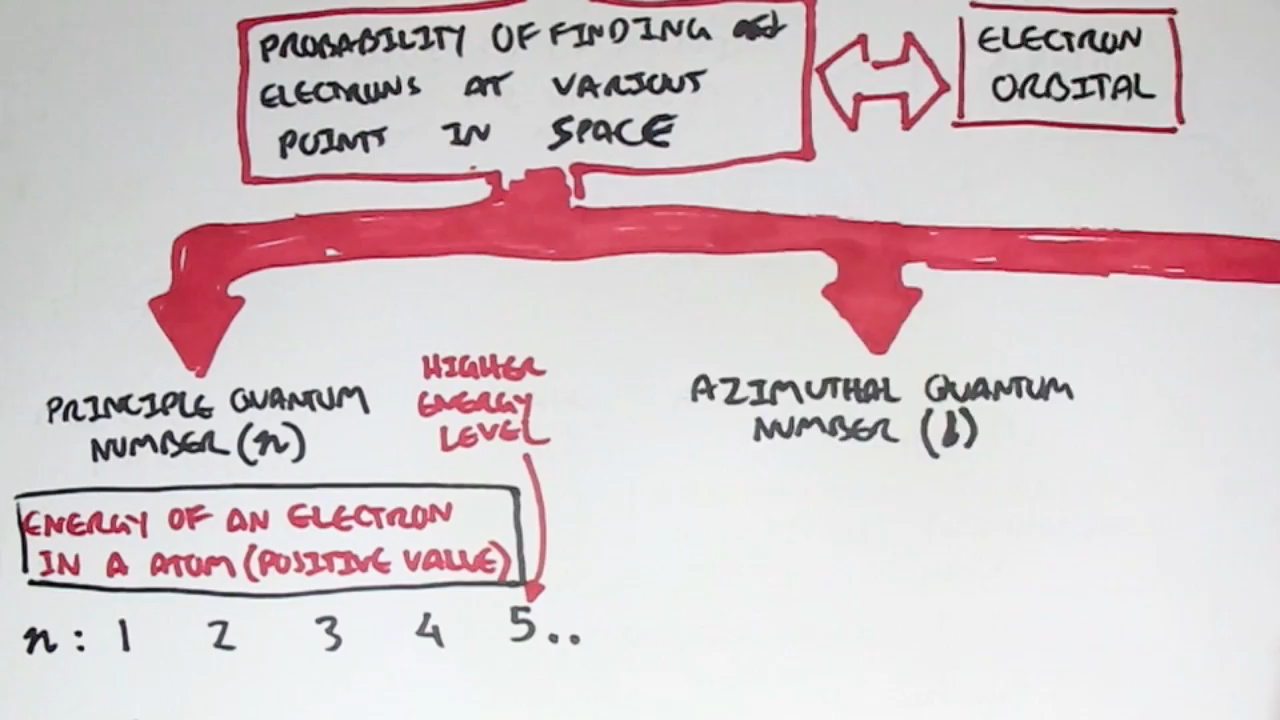 PROBABILITY OF FINDING
ELECTRONS AT VARIOUS
POINTS IN SPACE
ELECTRON
ORBITAL
PRINCIPLE QUANTUM
NUMBER (n)
HIGHER
ENERGY
LEVEL
AZIMUTHAL QUANTUM
NUMBER (l)
ENERGY OF AN ELECTRON
IN A ATOM (POSITIVE VALUE)
n: 1 2 3 4 5..